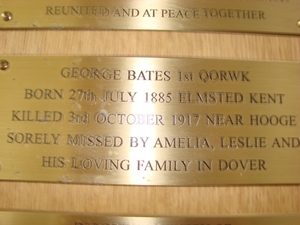 REUNITED AND AT PEACE TOGETHER
GEORGE BATES 1st QORWK
BORN 27th JULY 1885 ELMSTED KENT
KILLED 3rd OCTOBER 1917 NEAR HOOGE
SORELY MISSED BY AMELIA, LESLIE AND
HIS LOVING FAMILY IN DOVER